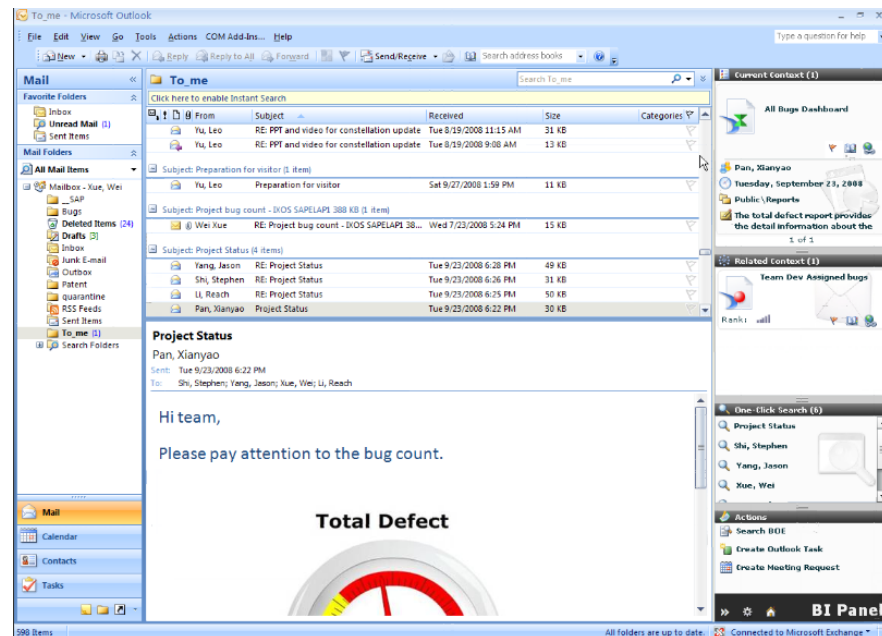 To_me - Microsoft Outlook
File Edit View Go Tools Actions COM Add-Ins... Help
Type a question for help
New Reply Reply to All Forward Send/Receive Search address books
Mail «
To_me
Search To_me
Favorite Folders
Inbox
Unread Mail (1)
Sent Items
Mail Folders
All Mail Items
Mailbox - Xue, Wei
__SAP
Bugs
Deleted Items (24)
Drafts [3]
Inbox
Junk E-mail
Outbox
Patent
quarantine
RSS Feeds
Sent Items
To_me (1)
Search Folders
Mail
Calendar
Contacts
Tasks
Click here to enable Instant Search
From Subject Received Size Categories
Yu, Leo RE: PPT and video for constellation update Tue 8/19/2008 11:15 AM 31 KB
Yu, Leo RE: PPT and video for constellation update Tue 8/19/2008 9:08 AM 13 KB
Subject: Preparation for visitor (1 item)
Yu, Leo Preparation for visitor Sat 9/27/2008 1:59 PM 11 KB
Subject: Project bug count - IXOS SAPELAP1 388 KB (1 item)
Wei Xue RE: Project bug count - IXOS SAPELAP1 38... Wed 7/23/2008 5:24 PM 15 KB
Subject: Project Status (4 items)
Yang, Jason RE: Project Status Tue 9/23/2008 6:28 PM 49 KB
Shi, Stephen RE: Project Status Tue 9/23/2008 6:26 PM 31 KB
Li, Reach RE: Project Status Tue 9/23/2008 6:25 PM 50 KB
Pan, Xianyao Project Status Tue 9/23/2008 6:22 PM 30 KB
Project Status
Pan, Xianyao
Sent: Tue 9/23/2008 6:22 PM
To: Shi, Stephen; Yang, Jason; Xue, Wei; Li, Reach
Hi team,
Please pay attention to the bug count.
Total Defect
Current Context (1)
All Bugs Dashboard
Pan, Xianyao
Tuesday, September 23, 2008
Public\Reports
The total defect report provides
the detail information about the
1 of 1
Related Context (1)
Team Dev Assigned bugs
Rank:
One-Click Search (6)
Project Status
Shi, Stephen
Yang, Jason
Xue, Wei
Actions
Search BOE
Create Outlook Task
Create Meeting Request
» BI Panel
598 Items
All folders are up to date. Connected to Microsoft Exchange